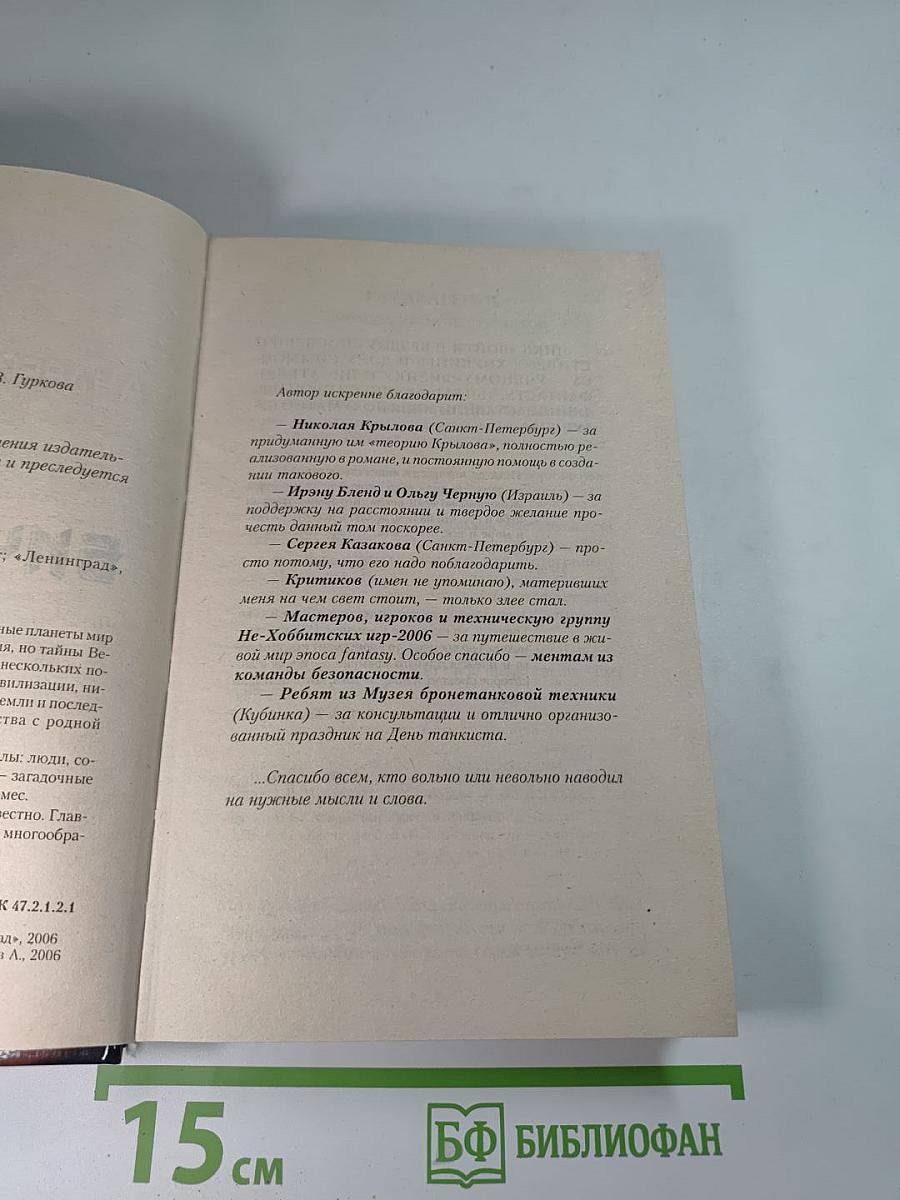 В. Гуркова
ения издатель-
и преследуется
«Ленинград»,
ные планеты мир
ия, но тайны Ве-
нескольких по-
вилизации, ни-
емли и послед-
ства с родной
лы: люди, со-
– загадочные
мес.
естно. Глав-
многообра-
К 47.2.1.2.1
ад», 2006
в А., 2006
Автор искренне благодарит:
— Николая Крылова (Санкт-Петербург) — за
придуманную им «теорию Крылова», полностью ре-
ализованную в романе, и постоянную помощь в созда-
нии такового.
— Ирэну Бленд и Ольгу Черную (Израиль) — за
поддержку на расстоянии и твердое желание про-
честь данный том поскорее.
— Сергея Казакова (Санкт-Петербург) — про-
сто потому, что его надо поблагодарить.
— Критиков (имен не упоминаю), материвших
меня на чем свет стоит, — только злее стал.
— Мастеров, игроков и техническую группу
Не-Хоббитских игр-2006 — за путешествие в жи-
вой мир эпоса fantasy. Особое спасибо — ментам из
команды безопасности.
— Ребят из Музея бронетанковой техники
(Кубинка) — за консультации и отлично организо-
ванный праздник на День танкиста.
...Спасибо всем, кто вольно или невольно наводил
на нужные мысли и слова.
15 см
БФ БИБЛИОФАН